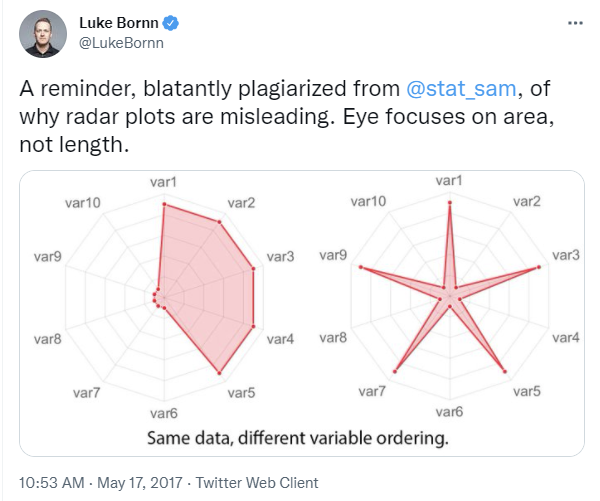 Luke Bornn
@LukeBornn
A reminder, blatantly plagiarized from @stat_sam, of
why radar plots are misleading. Eye focuses on area,
not length.
var1
var10
var2
var9
var3
var8
var4
var7
var5
var6
var1
var10
var2
var9
var3
var8
var4
var7
var5
var6
Same data, different variable ordering.
10:53 AM · May 17, 2017 · Twitter Web Client